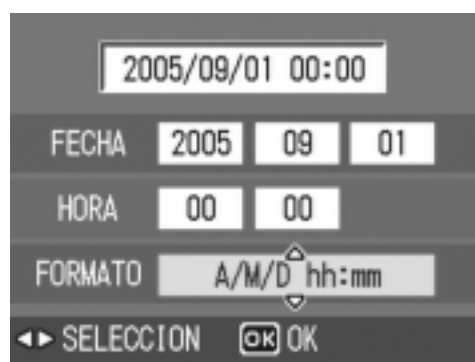 2005/09/01 00:00
FECHA 2005 09 01
HORA 00 00
FORMATO A/M/D hh:mm
SELECCION OK OK